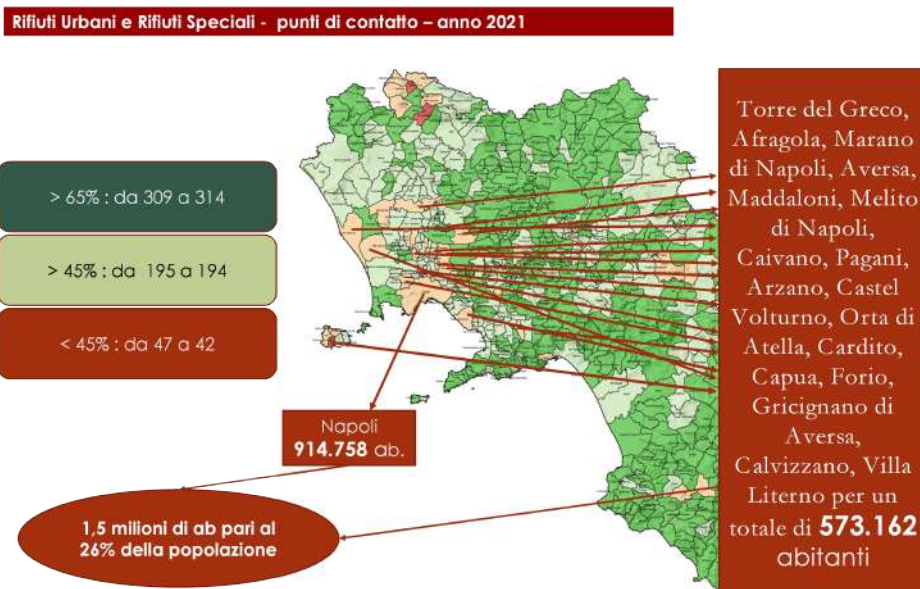 Rifiuti Urbani e Rifiuti Speciali - punti di contatto – anno 2021
> 65% : da 309 a 314
> 45% : da 195 a 194
< 45% : da 47 a 42
Napoli
914.758 ab.
1,5 milioni di ab pari al
26% della popolazione
Torre del Greco,
Afragola, Marano
di Napoli, Aversa,
Maddaloni, Melito
di Napoli,
Caivano, Pagani,
Arzano, Castel
Volturno, Orta di
Atella, Cardito,
Capua, Forio,
Gricignano di
Aversa,
Calvizzano, Villa
Literno per un
totale di 573.162
abitanti